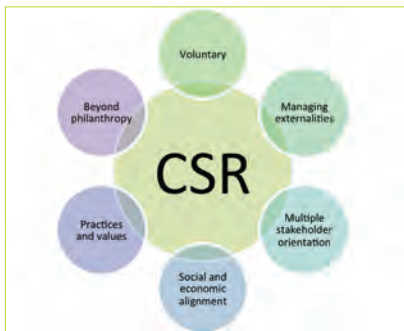 Voluntary
Managing
externalities
Multiple
stakeholder
orientation
Social and
economic
alignment
Practices
and values
Beyond
philanthropy
CSR